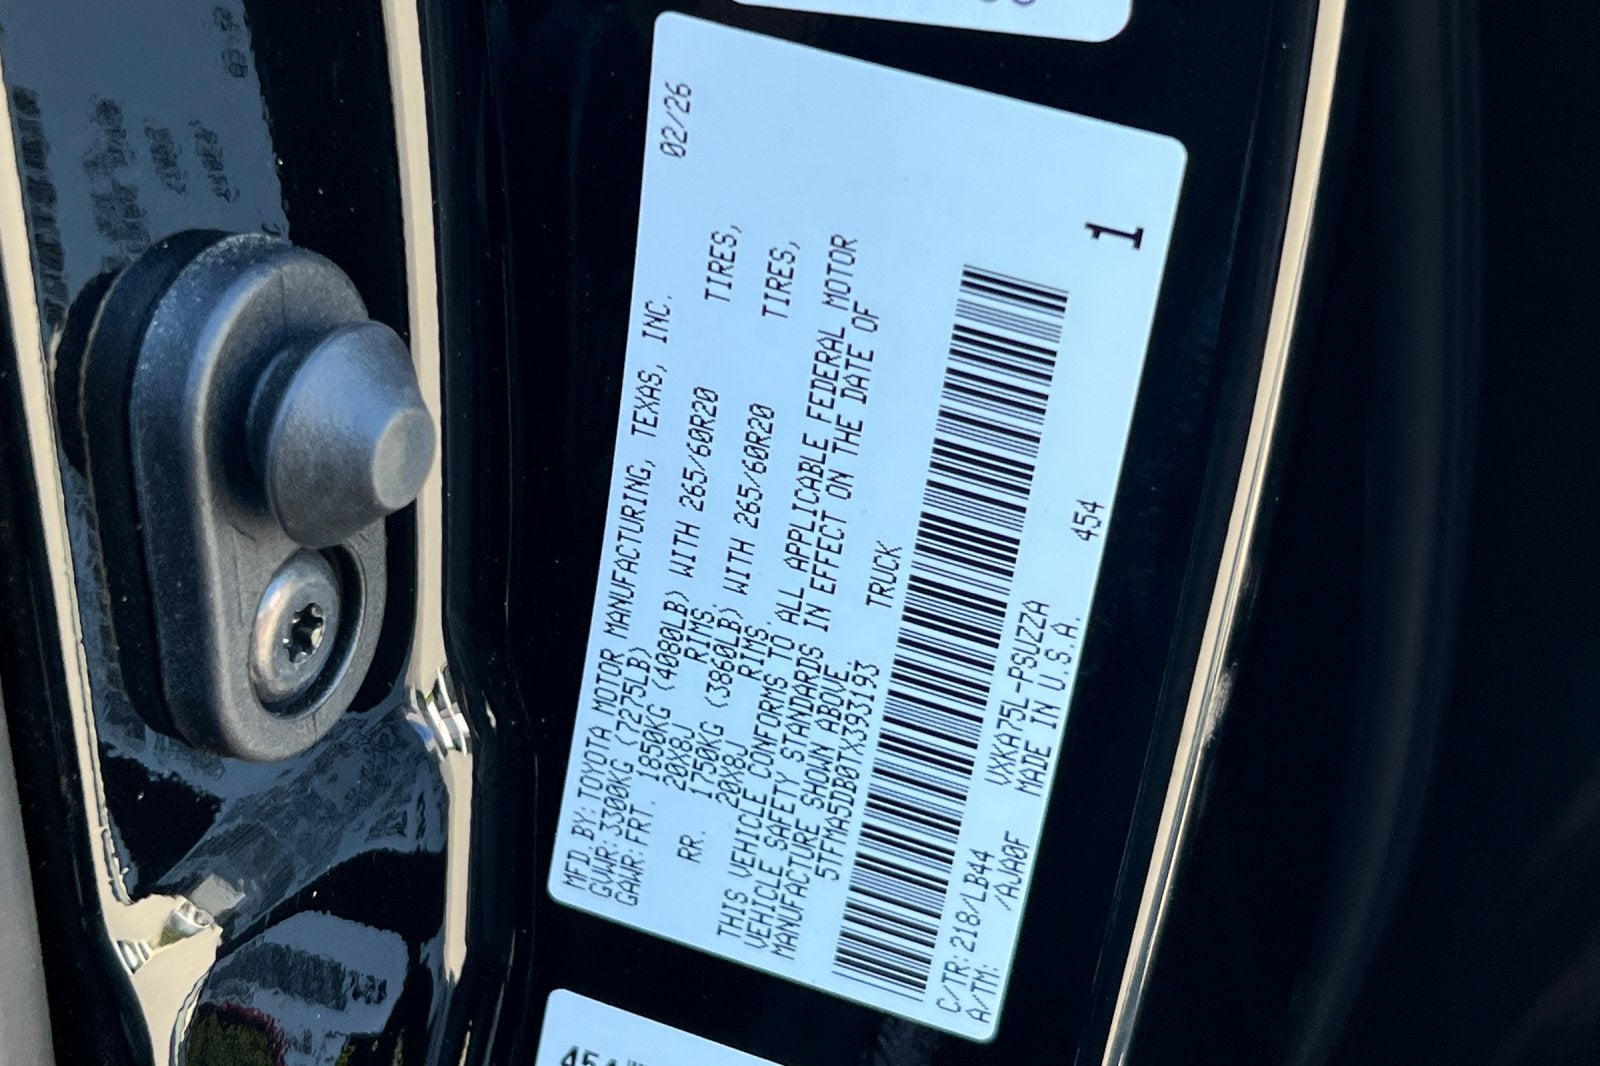 MFD BY: TOYOTA MOTOR MANUFACTURING, TEXAS, INC. 02/26
GVWR: 3300KG (7275LB)
GAWR: FRT. 1850KG (4080LB) WITH 265/60R20 TIRES,
20X8J RIMS,
RR. 1750KG (3860LB) WITH 265/60R20 TIRES,
20X8J RIMS.
THIS VEHICLE CONFORMS TO ALL APPLICABLE FEDERAL MOTOR
VEHICLE SAFETY STANDARDS IN EFFECT ON THE DATE OF
MANUFACTURE SHOWN ABOVE.
5TFMA5DB0TX393193 TRUCK
1
C/TR: 218/LB44 VXKA75L-PSUZZA 454
A/TM: /AJA0F MADE IN U.S.A.
454